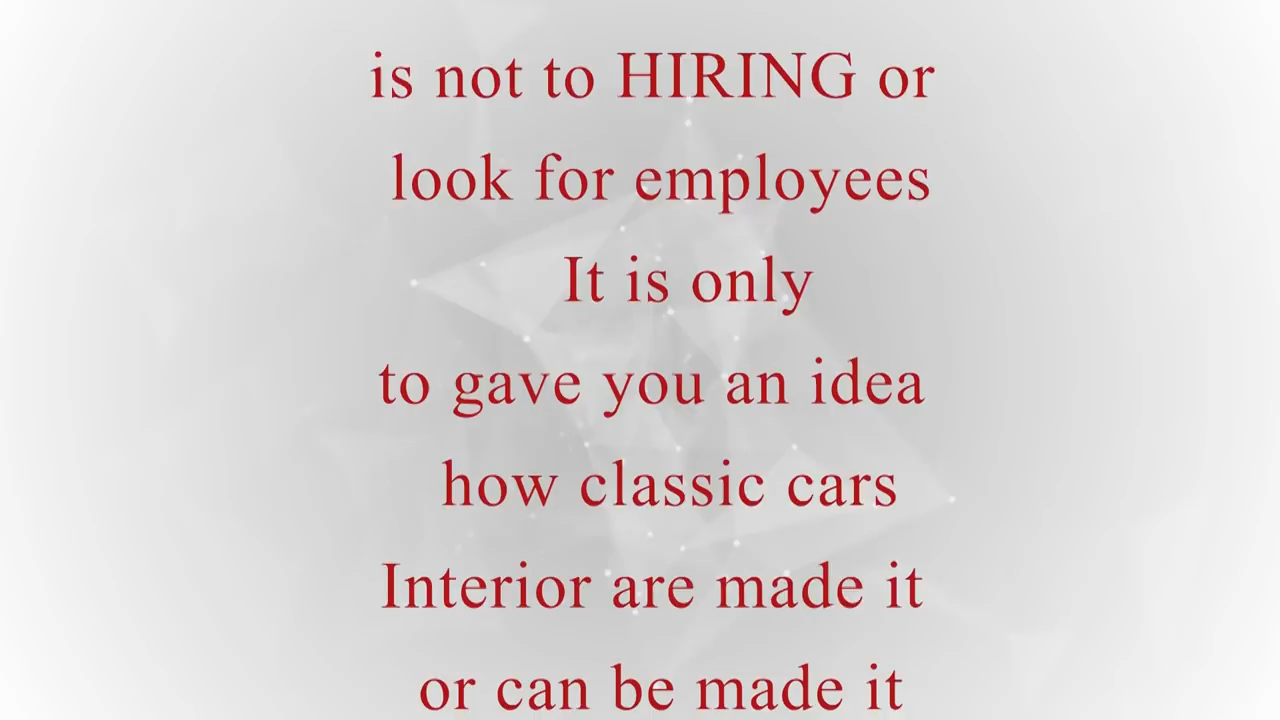 is not to HIRING or
look for employees
It is only
to gave you an idea
how classic cars
Interior are made it
or can be made it